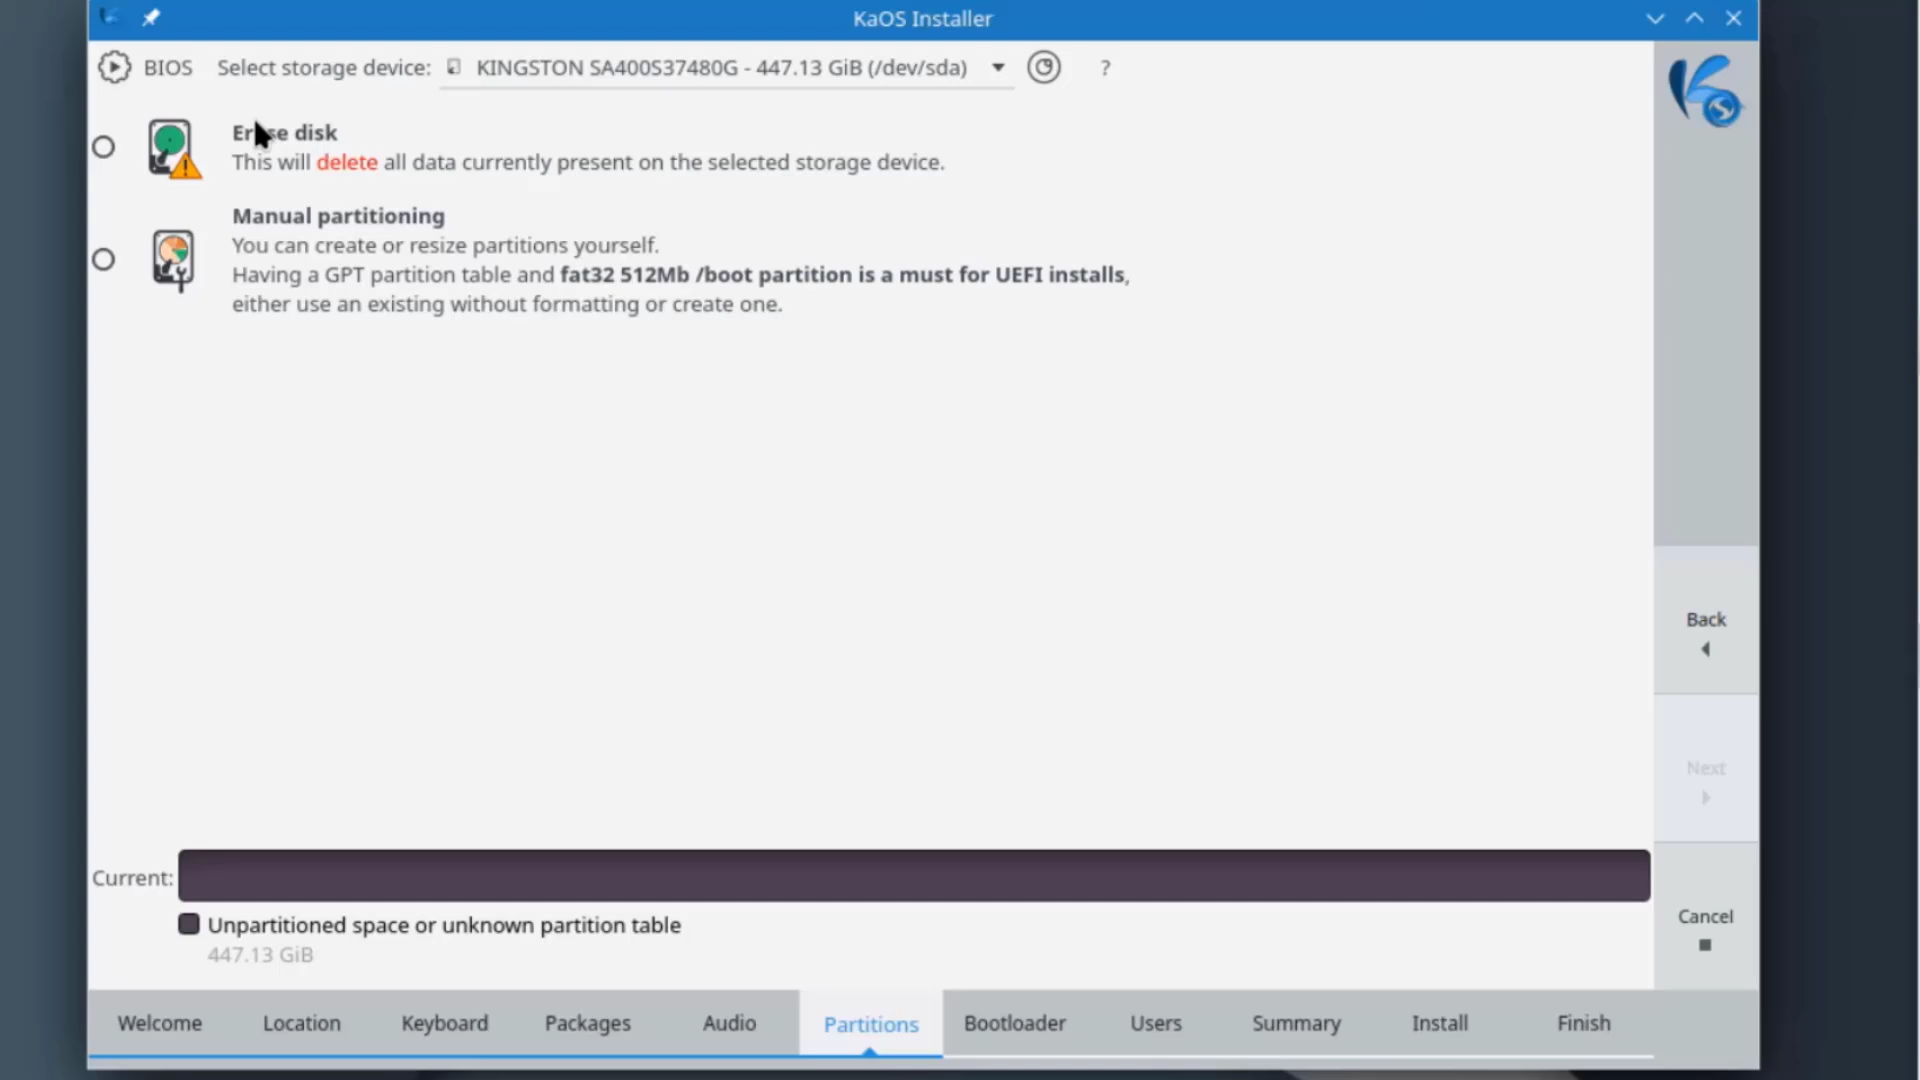 KaOS Installer
BIOS Select storage device: KINGSTON SA400S37480G - 447.13 GiB (/dev/sda) ?
Erase disk
This will delete all data currently present on the selected storage device.
Manual partitioning
You can create or resize partitions yourself.
Having a GPT partition table and fat32 512Mb /boot partition is a must for UEFI installs,
either use an existing without formatting or create one.
Back
Next
Current:
Cancel
Unpartitioned space or unknown partition table
447.13 GiB
Welcome Location Keyboard Packages Audio Partitions Bootloader Users Summary Install Finish